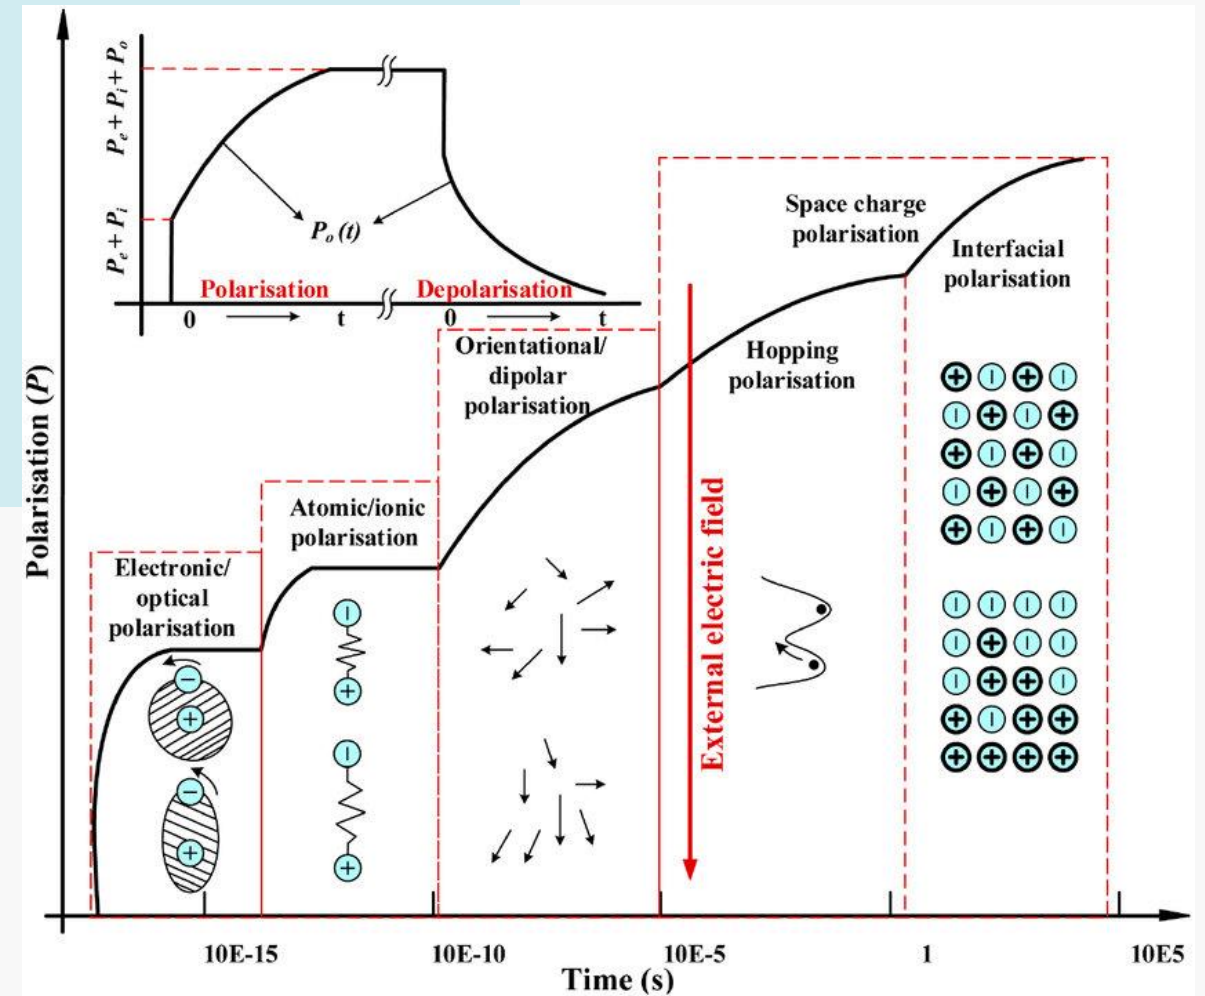 Pe + Pi + Po
Pe + Pi
Po (t)
Polarisation
Depolarisation
0
t
0
t
Polarisation (P)
Electronic/
optical
polarisation
Atomic/ionic
polarisation
Orientational/
dipolar
polarisation
Space charge
polarisation
Hopping
polarisation
Interfacial
polarisation
External electric field
−
+
−
+
|
+
|
+
+ | + |
| + | +
+ | + |
| + | +
+ | + |
| | | |
| + | |
| + + |
+ | + +
+ + + +
10E-15
10E-10
10E-5
1
10E5
Time (s)